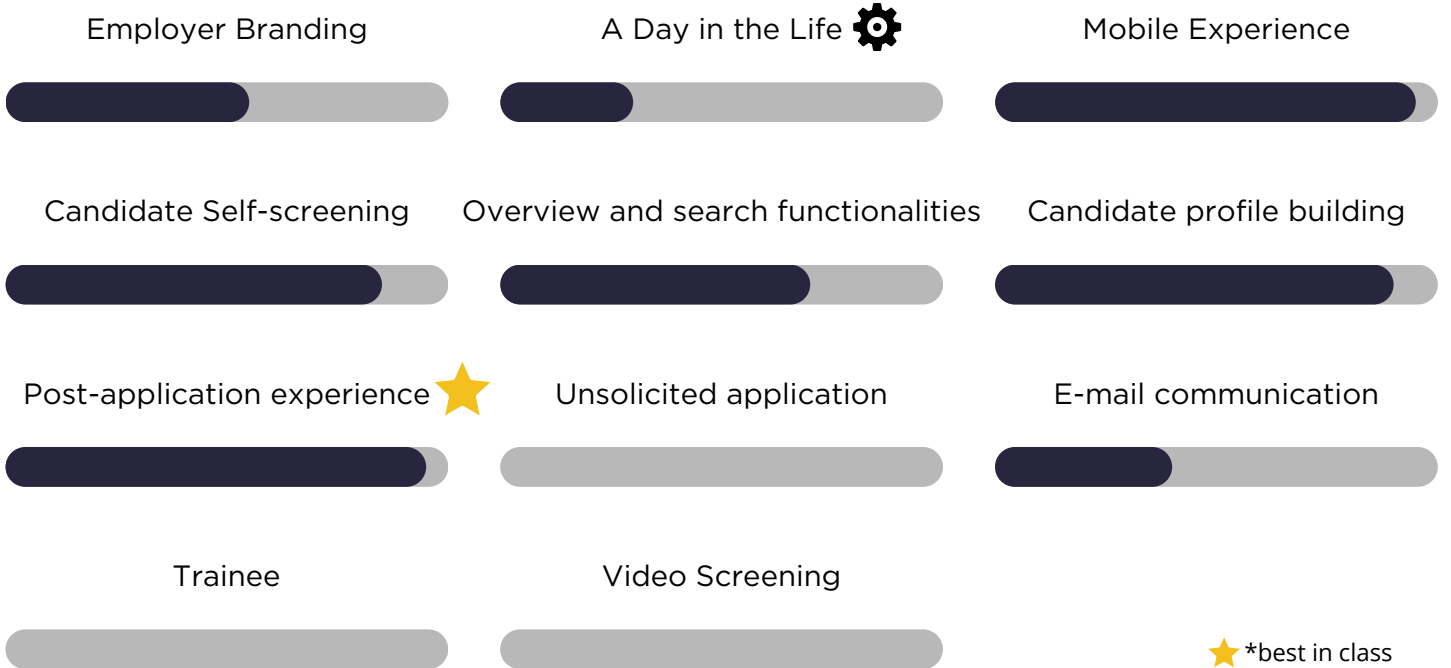 Employer Branding
A Day in the Life
Mobile Experience
Candidate Self-screening
Overview and search functionalities
Candidate profile building
Post-application experience
Unsolicited application
E-mail communication
Trainee
Video Screening
*best in class